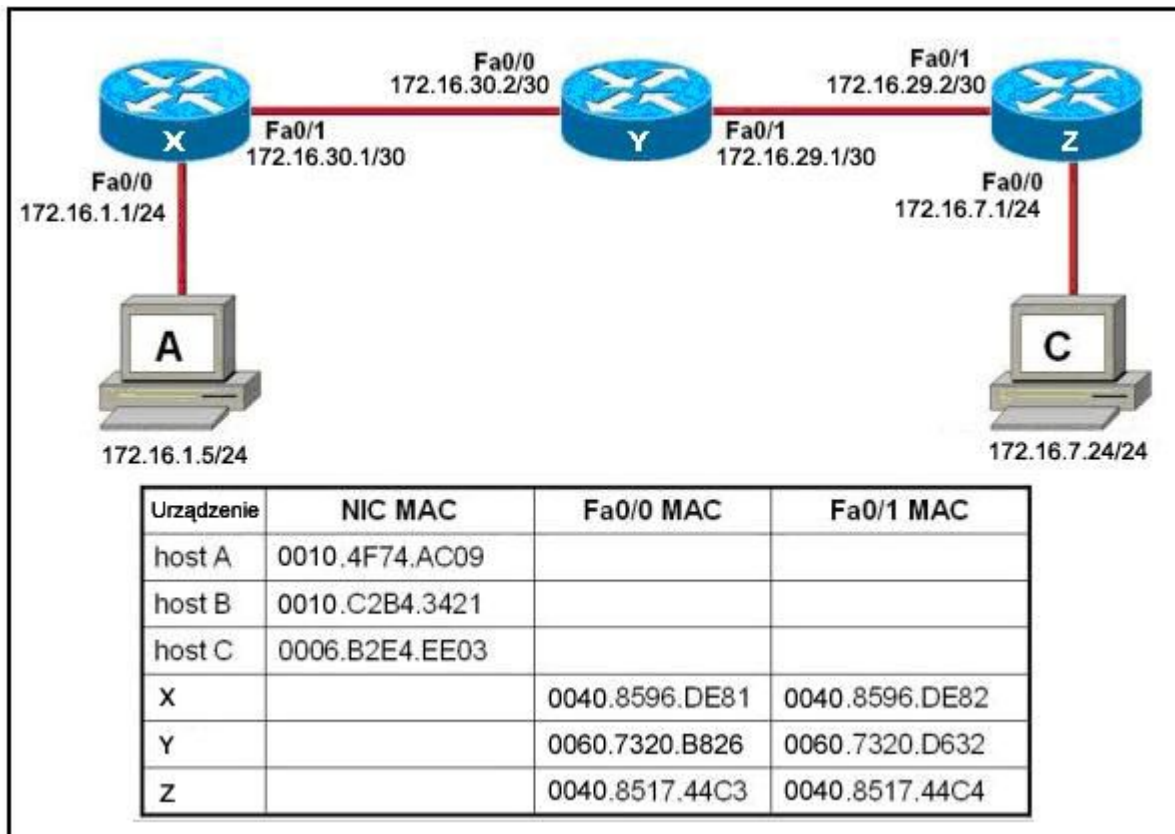 Fa0/0
172.16.30.2/30
Fa0/1
172.16.29.2/30
X
Y
Z
Fa0/1
172.16.30.1/30
Fa0/1
172.16.29.1/30
Fa0/0
172.16.1.1/24
Fa0/0
172.16.7.1/24
A
C
172.16.1.5/24
172.16.7.24/24
Urządzenie NIC MAC Fa0/0 MAC Fa0/1 MAC
host A 0010.4F74.AC09
host B 0010.C2B4.3421
host C 0006.B2E4.EE03
X 0040.8596.DE81 0040.8596.DE82
Y 0060.7320.B826 0060.7320.D632
Z 0040.8517.44C3 0040.8517.44C4